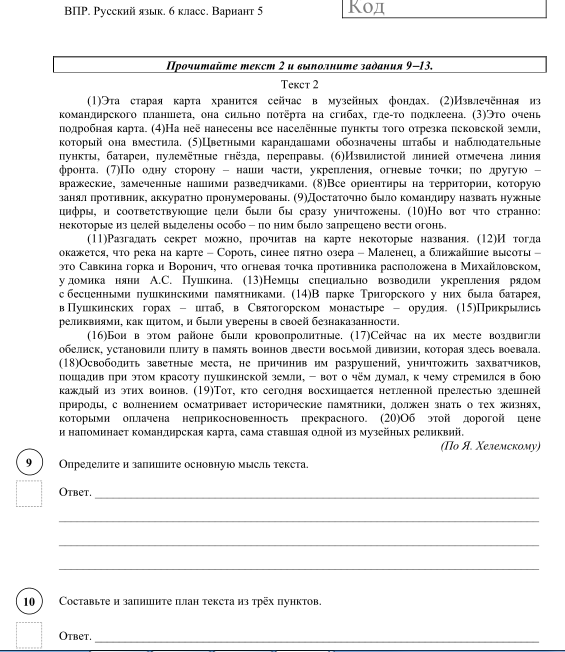 ВПР. Русский язык. 6 класс. Вариант 5
Код
Прочитайте текст 2 и выполните задания 9–13.
Текст 2
(1)Эта старая карта хранится сейчас в музейных фондах. (2)Извлечённая из
командирского планшета, она сильно потёрта на сгибах, где-то подклеена. (3)Это очень
подробная карта. (4)На неё нанесены все населённые пункты того отрезка псковской земли,
который она вместила. (5)Цветными карандашами обозначены штабы и наблюдательные
пункты, батареи, пулемётные гнёзда, переправы. (6)Извилистой линией отмечена линия
фронта. (7)По одну сторону – наши части, укрепления, огневые точки; по другую –
вражеские, замеченные нашими разведчиками. (8)Все ориентиры на территории, которую
занял противник, аккуратно пронумерованы. (9)Достаточно было командиру назвать нужные
цифры, и соответствующие цели были бы сразу уничтожены. (10)Но вот что странно:
некоторые из целей выделены особо – по ним было запрещено вести огонь.
(11)Разгадать секрет можно, прочитав на карте некоторые названия. (12)И тогда
окажется, что река на карте – Сороть, синее пятно озера – Маленец, а ближайшие высоты –
это Савкина горка и Воронич, что огневая точка противника расположена в Михайловском,
у домика няни А.С. Пушкина. (13)Немцы специально возводили укрепления рядом
с бесценными пушкинскими памятниками. (14)В парке Тригорского у них была батарея,
в Пушкинских горах – штаб, в Святогорском монастыре – орудия. (15)Прикрылись
реликвиями, как щитом, и были уверены в своей безнаказанности.
(16)Бои в этом районе были кровопролитные. (17)Сейчас на их месте воздвигли
обелиск, установили плиту в память воинов двести восьмой дивизии, которая здесь воевала.
(18)Освободить заветные места, не причинив им разрушений, уничтожить захватчиков,
пощадив при этом красоту пушкинской земли, – вот о чём думал, к чему стремился в бою
каждый из этих воинов. (19)Тот, кто сегодня восхищается нетленной прелестью здешней
природы, с волнением осматривает исторические памятники, должен знать о тех жизнях,
которыми оплачена неприкосновенность прекрасного. (20)Об этой дорогой цене
и напоминает командирская карта, сама ставшая одной из музейных реликвий.
(По Я. Хелемскому)
9 Определите и запишите основную мысль текста.
Ответ.
10 Составьте и запишите план текста из трёх пунктов.
Ответ.